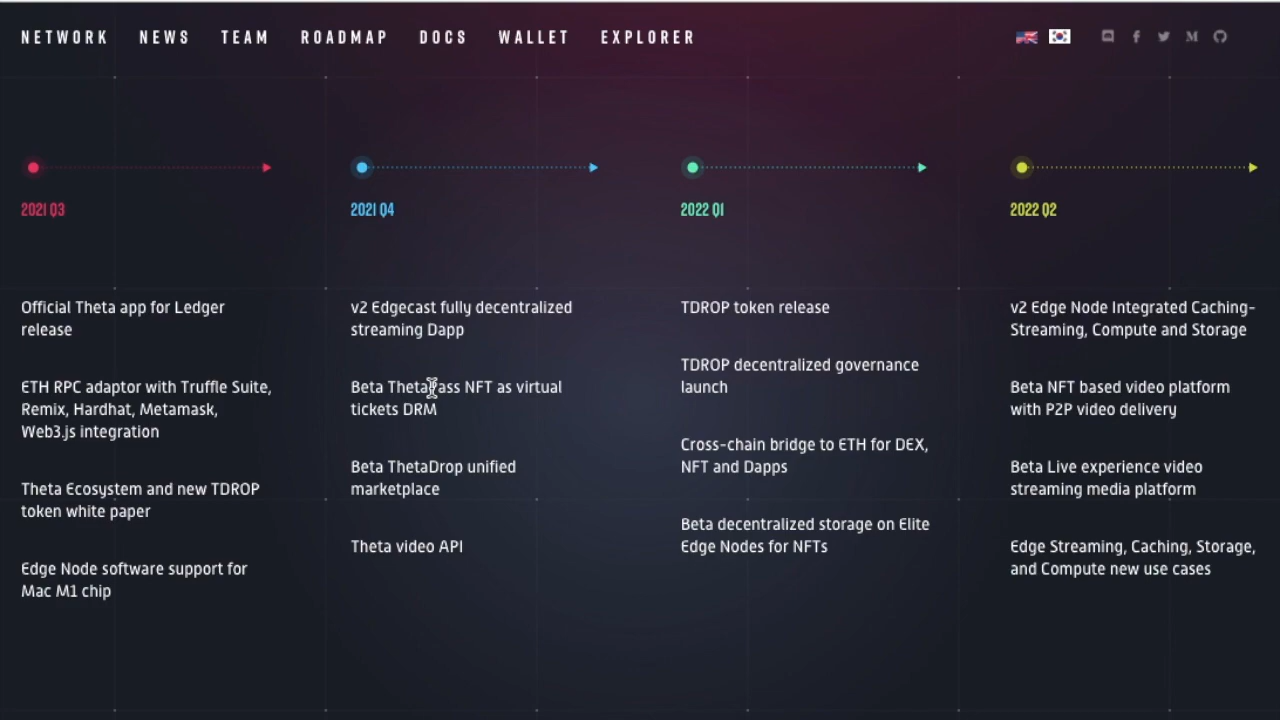 NETWORK NEWS TEAM ROADMAP DOCS WALLET EXPLORER
2021 Q3
Official Theta app for Ledger
release
ETH RPC adaptor with Truffle Suite,
Remix, Hardhat, Metamask,
Web3.js integration
Theta Ecosystem and new TDROP
token white paper
Edge Node software support for
Mac M1 chip
2021 Q4
v2 Edgecast fully decentralized
streaming Dapp
Beta ThetaPass NFT as virtual
tickets DRM
Beta ThetaDrop unified
marketplace
Theta video API
2022 Q1
TDROP token release
TDROP decentralized governance
launch
Cross-chain bridge to ETH for DEX,
NFT and Dapps
Beta decentralized storage on Elite
Edge Nodes for NFTs
2022 Q2
v2 Edge Node Integrated Caching-
Streaming, Compute and Storage
Beta NFT based video platform
with P2P video delivery
Beta Live experience video
streaming media platform
Edge Streaming, Caching, Storage,
and Compute new use cases